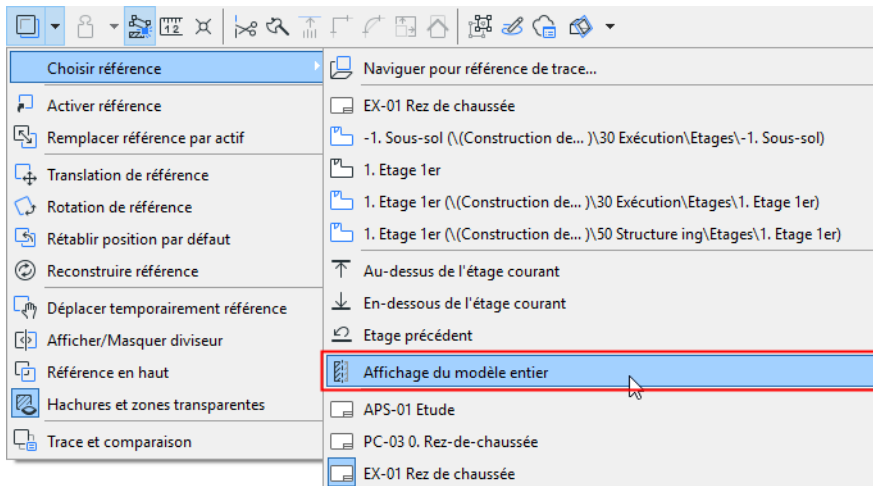 Choisir référence
Activer référence
Remplacer référence par actif
Translation de référence
Rotation de référence
Rétablir position par défaut
Reconstruire référence
Déplacer temporairement référence
Afficher/Masquer diviseur
Référence en haut
Hachures et zones transparentes
Trace et comparaison
Naviguer pour référence de trace...
EX-01 Rez de chaussée
-1. Sous-sol (\(Construction de... )\30 Exécution\Etages\-1. Sous-sol)
1. Etage 1er
1. Etage 1er (\(Construction de... )\30 Exécution\Etages\1. Etage 1er)
1. Etage 1er (\(Construction de... )\50 Structure ing\Etages\1. Etage 1er)
Au-dessus de l'étage courant
En-dessous de l'étage courant
Etage précédent
Affichage du modèle entier
APS-01 Etude
PC-03 0. Rez-de-chaussée
EX-01 Rez de chaussée